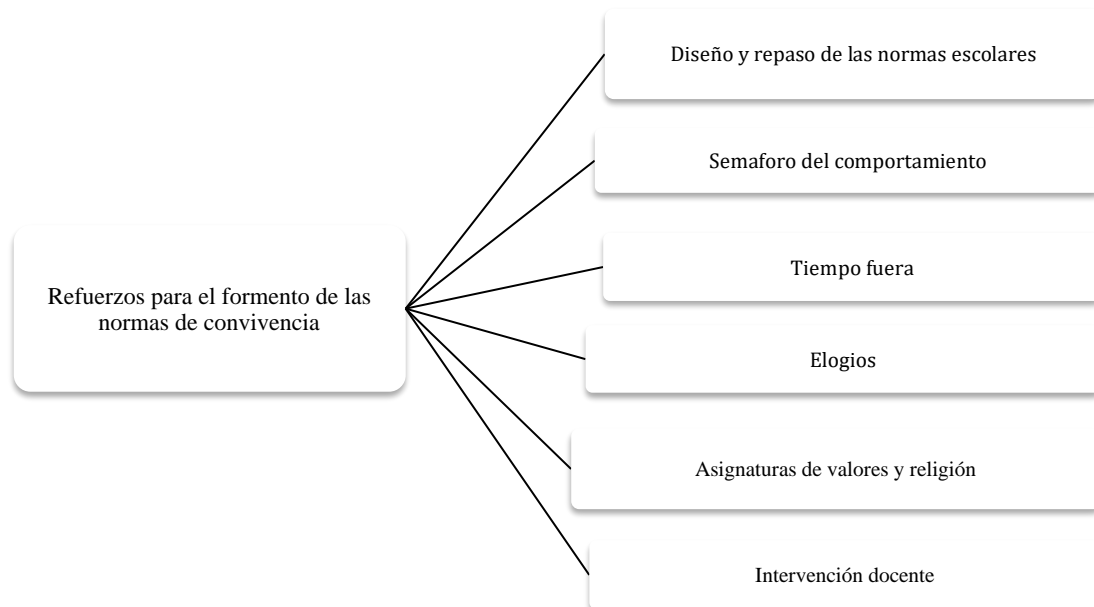 Refuerzos para el formento de las
normas de convivencia
Diseño y repaso de las normas escolares
Semaforo del comportamiento
Tiempo fuera
Elogios
Asignaturas de valores y religión
Intervención docente